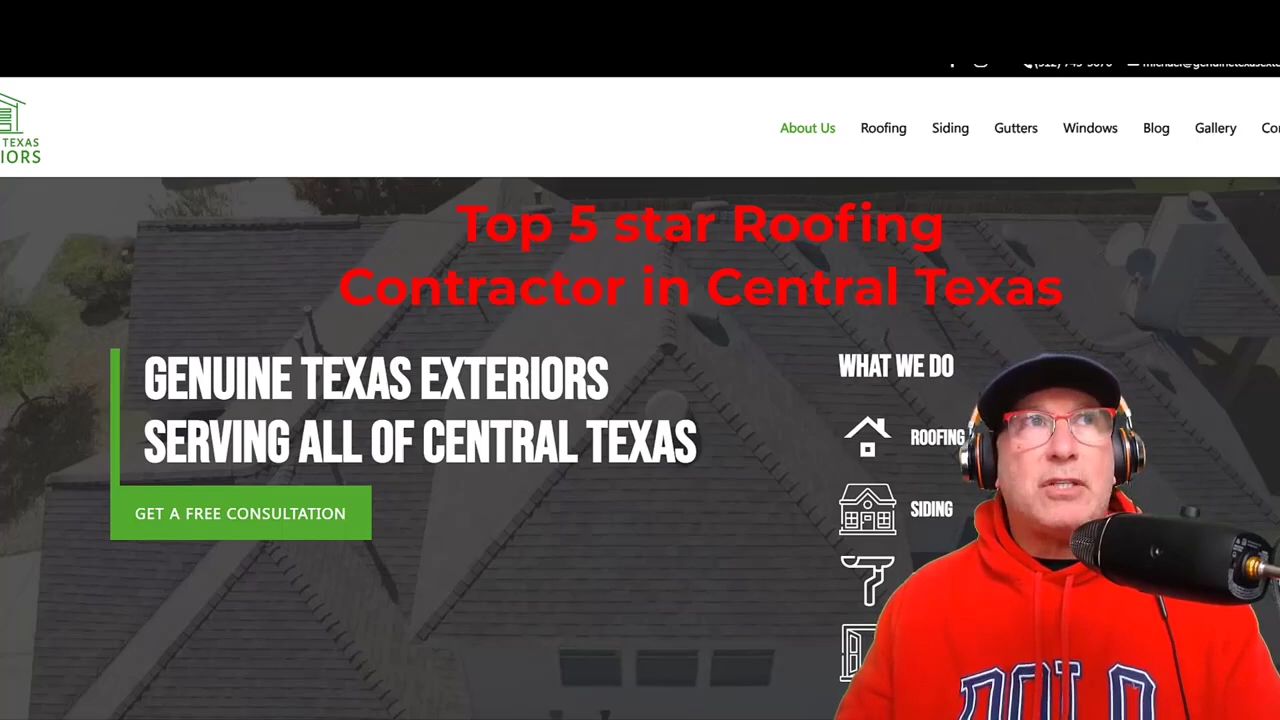 TEXAS
IORS
About Us
Roofing
Siding
Gutters
Windows
Blog
Gallery
Top 5 star Roofing
Contractor in Central Texas
GENUINE TEXAS EXTERIORS
SERVING ALL OF CENTRAL TEXAS
GET A FREE CONSULTATION
WHAT WE DO
ROOFING
SIDING